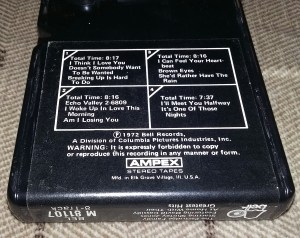 1
Total Time: 8:17
I Think I Love You
Doesn't Somebody Want
To Be Wanted
Breaking Up Is Hard
To Do
2
Total Time: 8:16
I Can Feel Your Heart-
beat
Brown Eyes
She'd Rather Have The
Rain
3
Total Time: 8:16
Echo Valley 2-6809
I Woke Up In Love This
Morning
Am I Losing You
4
Total Time: 7:37
I'll Meet You Halfway
It's One Of Those
Nights
Ⓟ 1972 Bell Records,
A Division of Columbia Pictures Industries, Inc.
WARNING: It is expressly forbidden to copy
or reproduce this recording in any manner or form.
AMPEX
STEREO TAPES
Mfd. in Elk Grove Village, Ill. U.S.A.
M 81107
8-TRACK
Greatest Hits